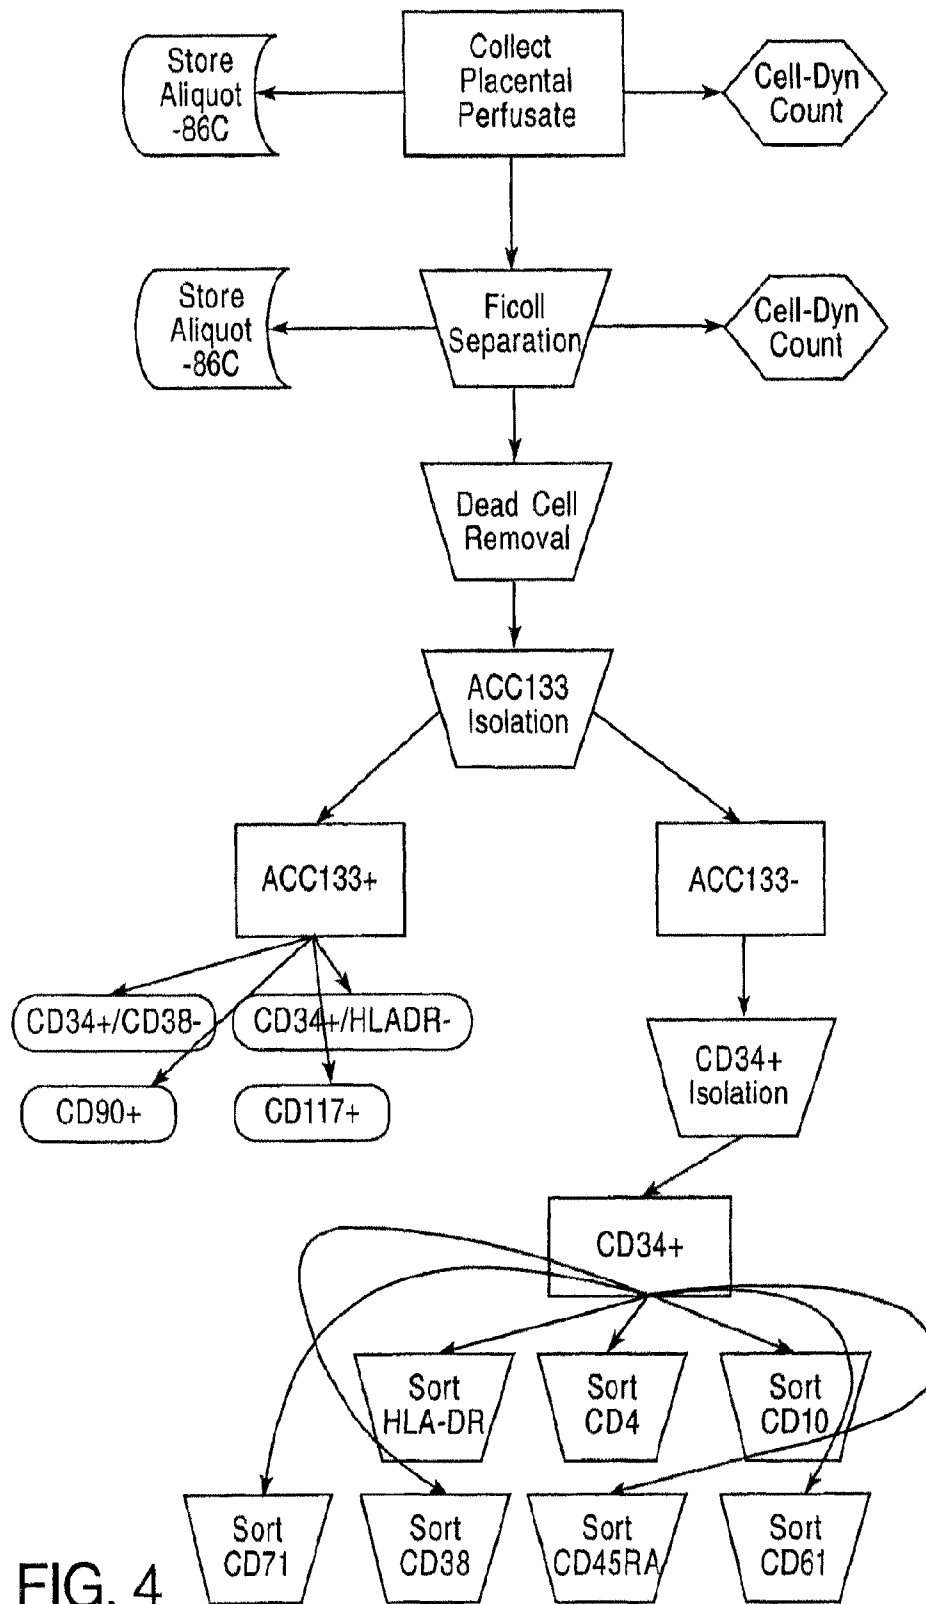 Store
Aliquot
-86C
Collect
Placental
Perfusate
Cell-Dyn
Count
Store
Aliquot
-86C
Ficoll
Separation
Cell-Dyn
Count
Dead Cell
Removal
ACC133
Isolation
ACC133+
ACC133-
CD34+/CD38-
CD34+/HLADR-
CD90+
CD117+
CD34+
Isolation
CD34+
Sort
HLA-DR
Sort
CD4
Sort
CD10
Sort
CD71
Sort
CD38
Sort
CD45RA
Sort
CD61
FIG. 4